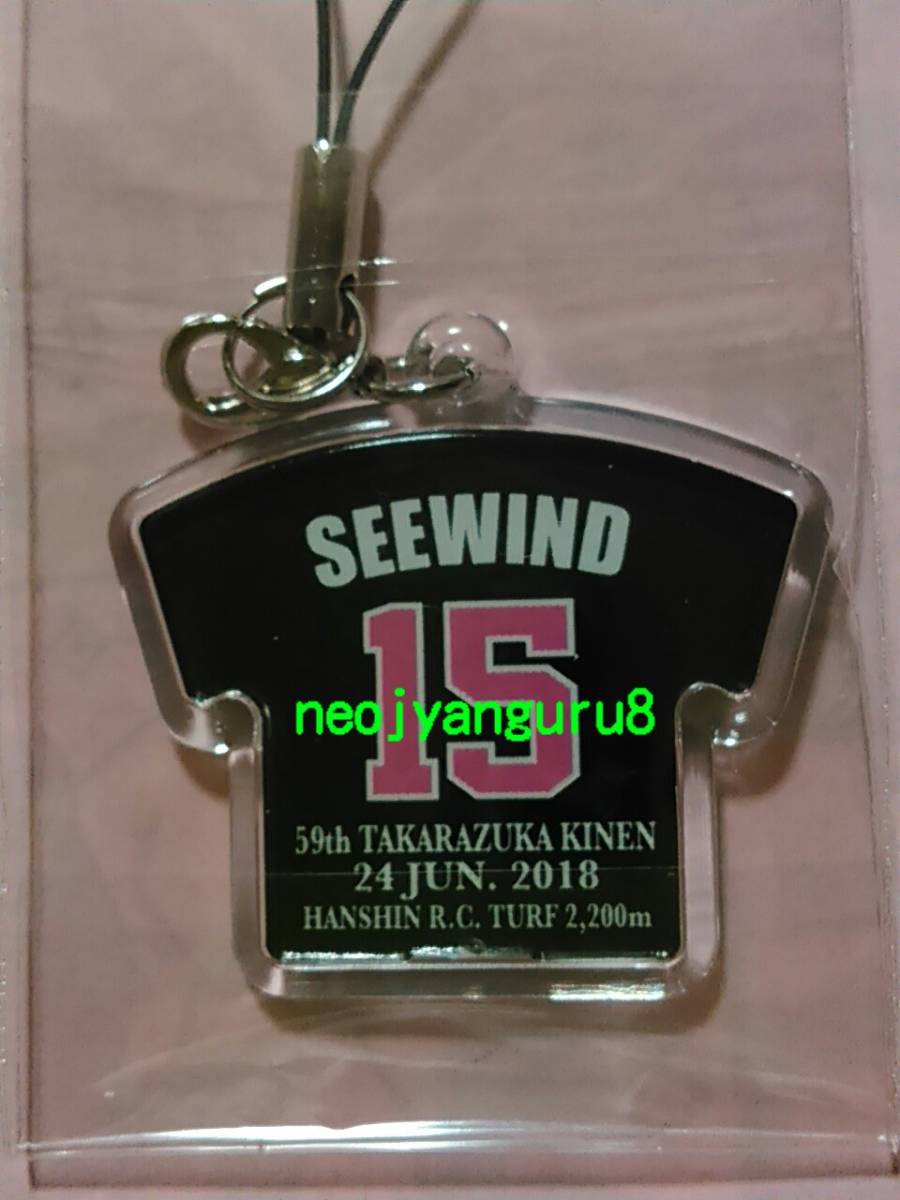 SEEWIND
15
neojyanguru8
59th TAKARAZUKA KINEN
24 JUN. 2018
HANSHIN R.C. TURF 2,200m